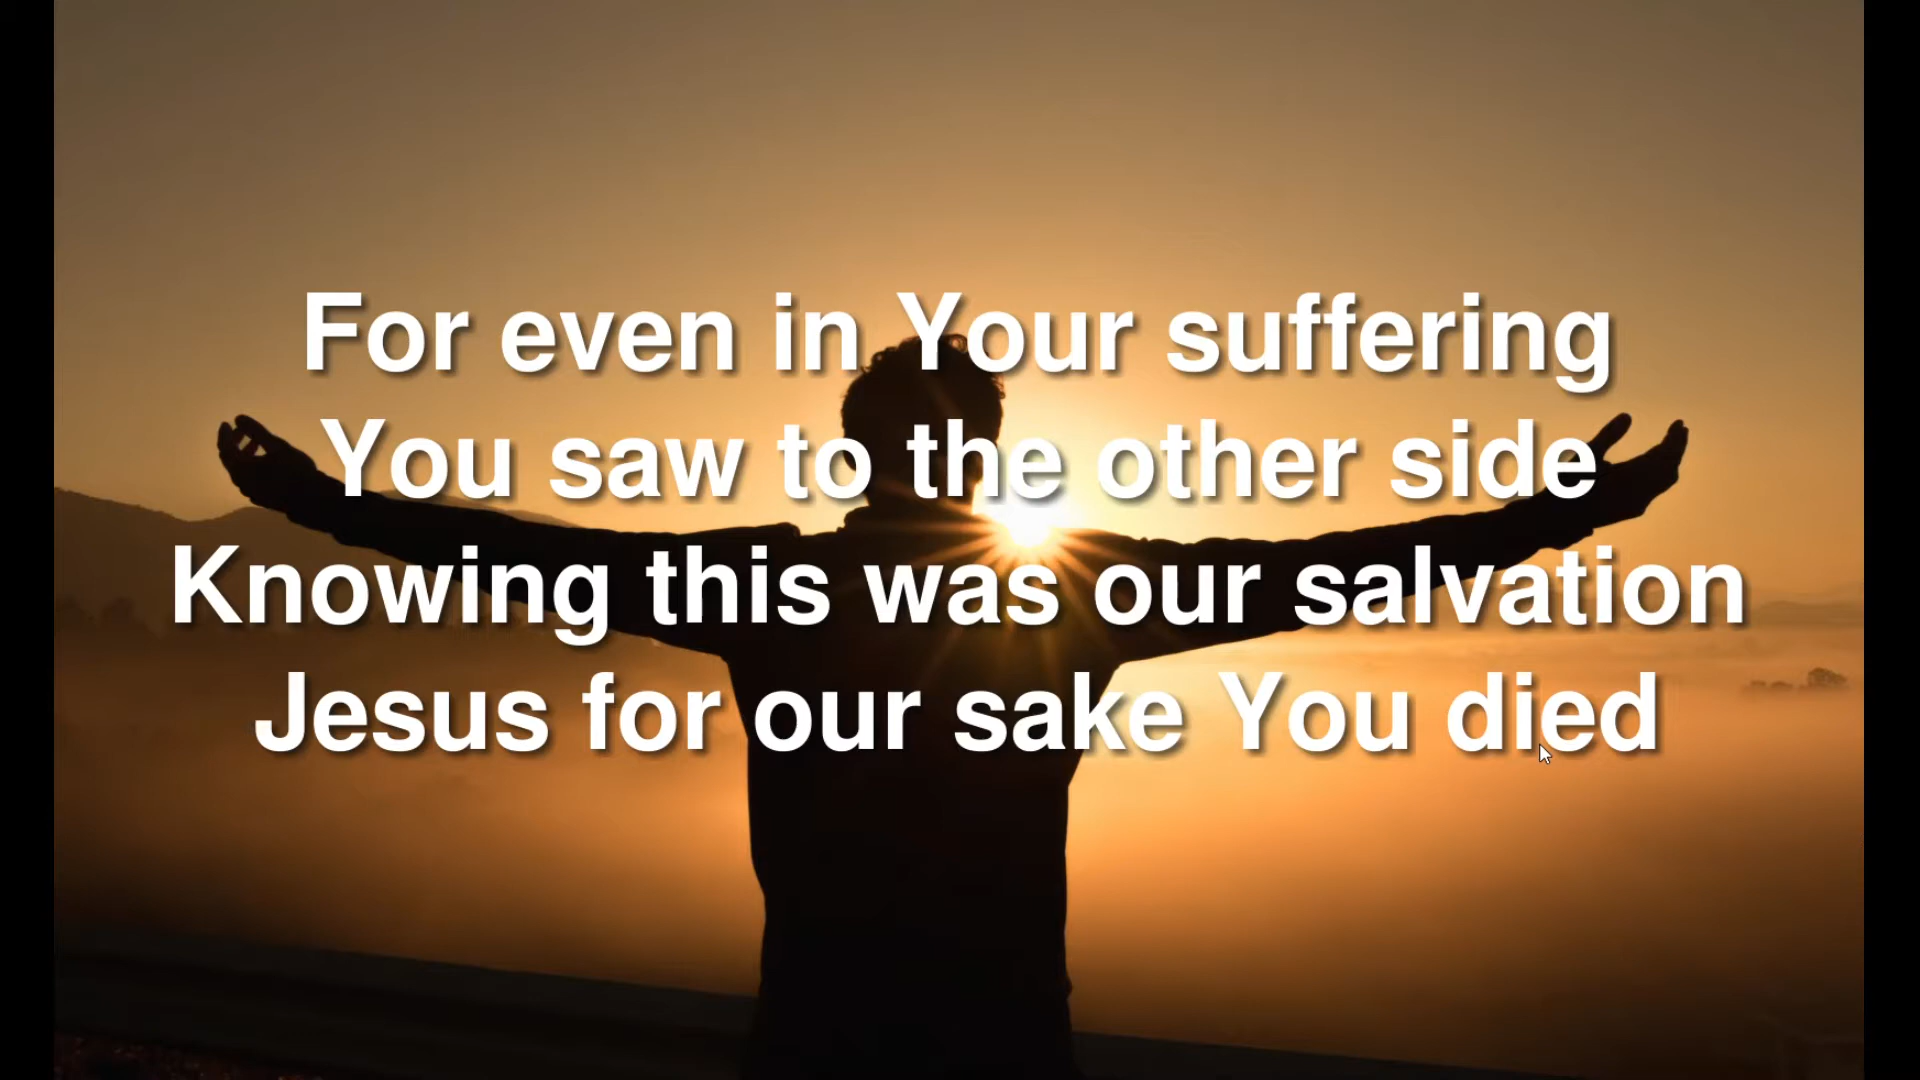 For even in Your suffering
You saw to the other side
Knowing this was our salvation
Jesus for our sake You died